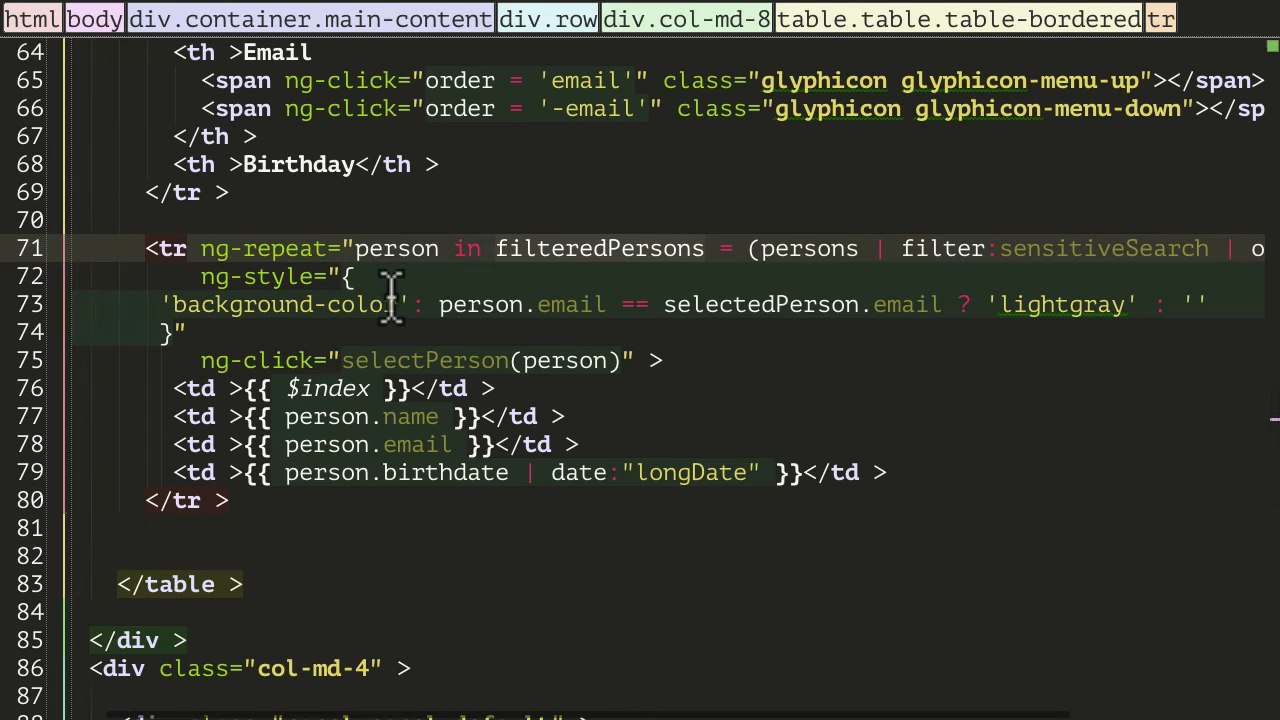 html body div.container.main-content div.row div.col-md-8 table.table.table-bordered tr
64 <th >Email
65 <span ng-click="order = 'email'" class="glyphicon glyphicon-menu-up"></span>
66 <span ng-click="order = '-email'" class="glyphicon glyphicon-menu-down"></sp
67 </th >
68 <th >Birthday</th >
69 </tr >
70
71 <tr ng-repeat="person in filteredPersons = (persons | filter:sensitiveSearch | o
72 ng-style="{
73 'background-color': person.email == selectedPerson.email ? 'lightgray' : ''
74 }"
75 ng-click="selectPerson(person)" >
76 <td >{{ $index }}</td >
77 <td >{{ person.name }}</td >
78 <td >{{ person.email }}</td >
79 <td >{{ person.birthdate | date:"longDate" }}</td >
80 </tr >
81
82
83 </table >
84
85 </div >
86 <div class="col-md-4" >
87